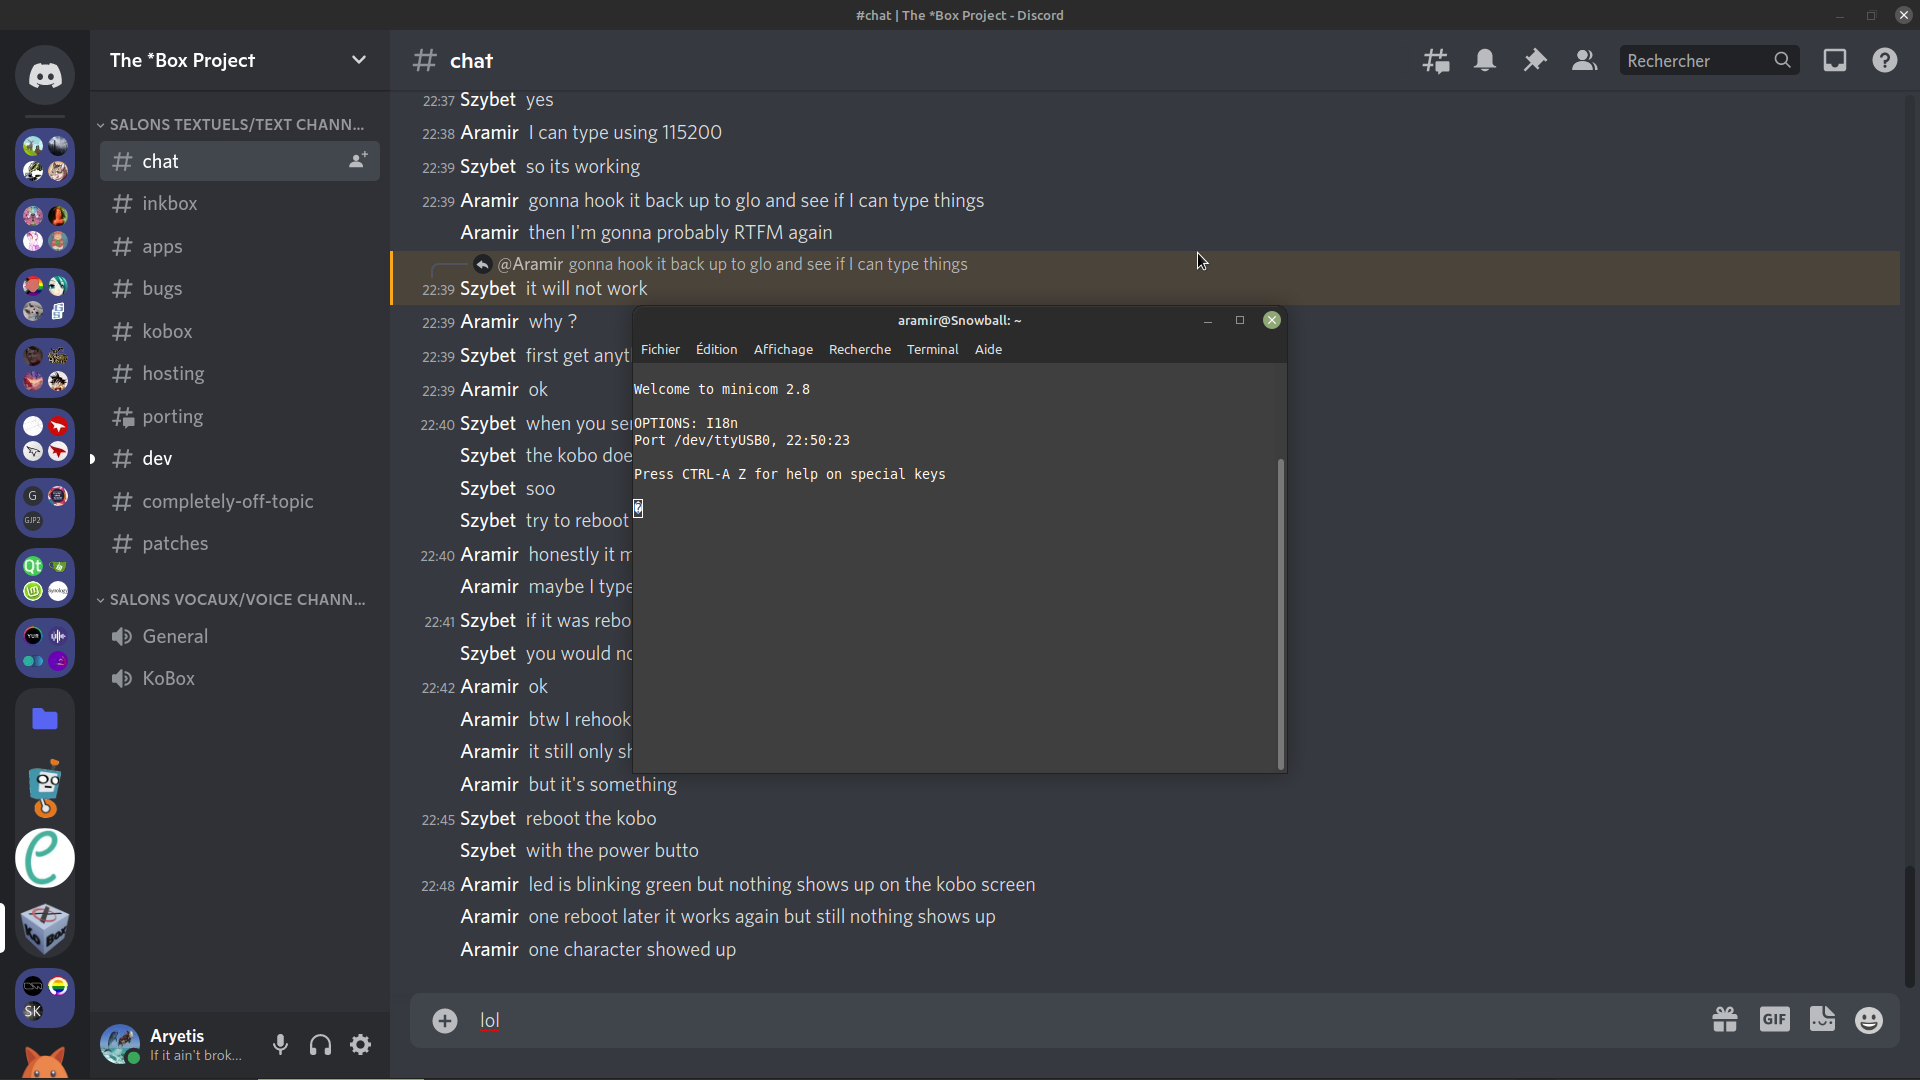 #chat | The *Box Project - Discord
The *Box Project
chat
Rechercher
SALONS TEXTUELS/TEXT CHANN...
chat
inkbox
apps
bugs
kobox
hosting
porting
dev
completely-off-topic
patches
SALONS VOCAUX/VOICE CHANN...
General
KoBox
G
GJP2
Qt
YUR
SK
Aryetis
If it ain't brok...
22:37 Szybet yes
22:38 Aramir I can type using 115200
22:39 Szybet so its working
22:39 Aramir gonna hook it back up to glo and see if I can type things
Aramir then I'm gonna probably RTFM again
@Aramir gonna hook it back up to glo and see if I can type things
22:39 Szybet it will not work
22:39 Aramir why ?
22:39 Szybet first get anyt
22:39 Aramir ok
22:40 Szybet when you se
Szybet the kobo doe
Szybet soo
Szybet try to reboot
22:40 Aramir honestly it m
Aramir maybe I type
22:41 Szybet if it was rebo
Szybet you would no
22:42 Aramir ok
Aramir btw I rehook
Aramir it still only sh
Aramir but it's something
22:45 Szybet reboot the kobo
Szybet with the power butto
22:48 Aramir led is blinking green but nothing shows up on the kobo screen
Aramir one reboot later it works again but still nothing shows up
Aramir one character showed up
lol
GIF
aramir@Snowball: ~
Fichier Édition Affichage Recherche Terminal Aide
Welcome to minicom 2.8
OPTIONS: I18n
Port /dev/ttyUSB0, 22:50:23
Press CTRL-A Z for help on special keys
�